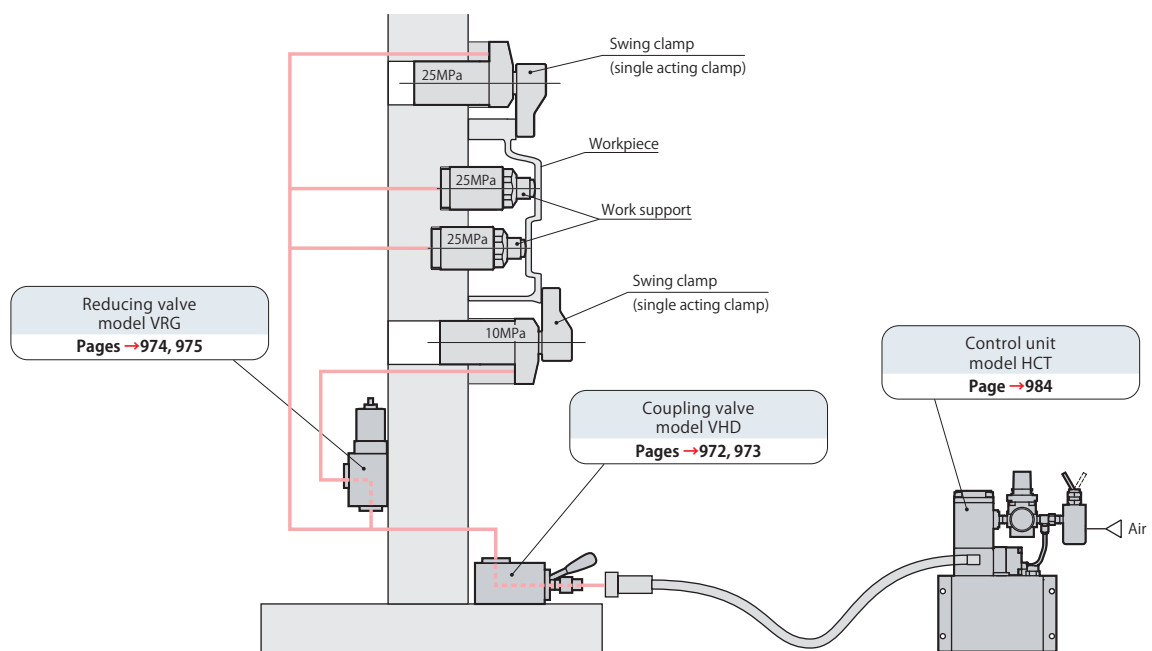 Swing clamp
(single acting clamp)
25MPa
Workpiece
25MPa
Work support
25MPa
Swing clamp
(single acting clamp)
10MPa
Reducing valve
model VRG
Pages →974, 975
Control unit
model HCT
Page →984
Coupling valve
model VHD
Pages →972, 973
Air